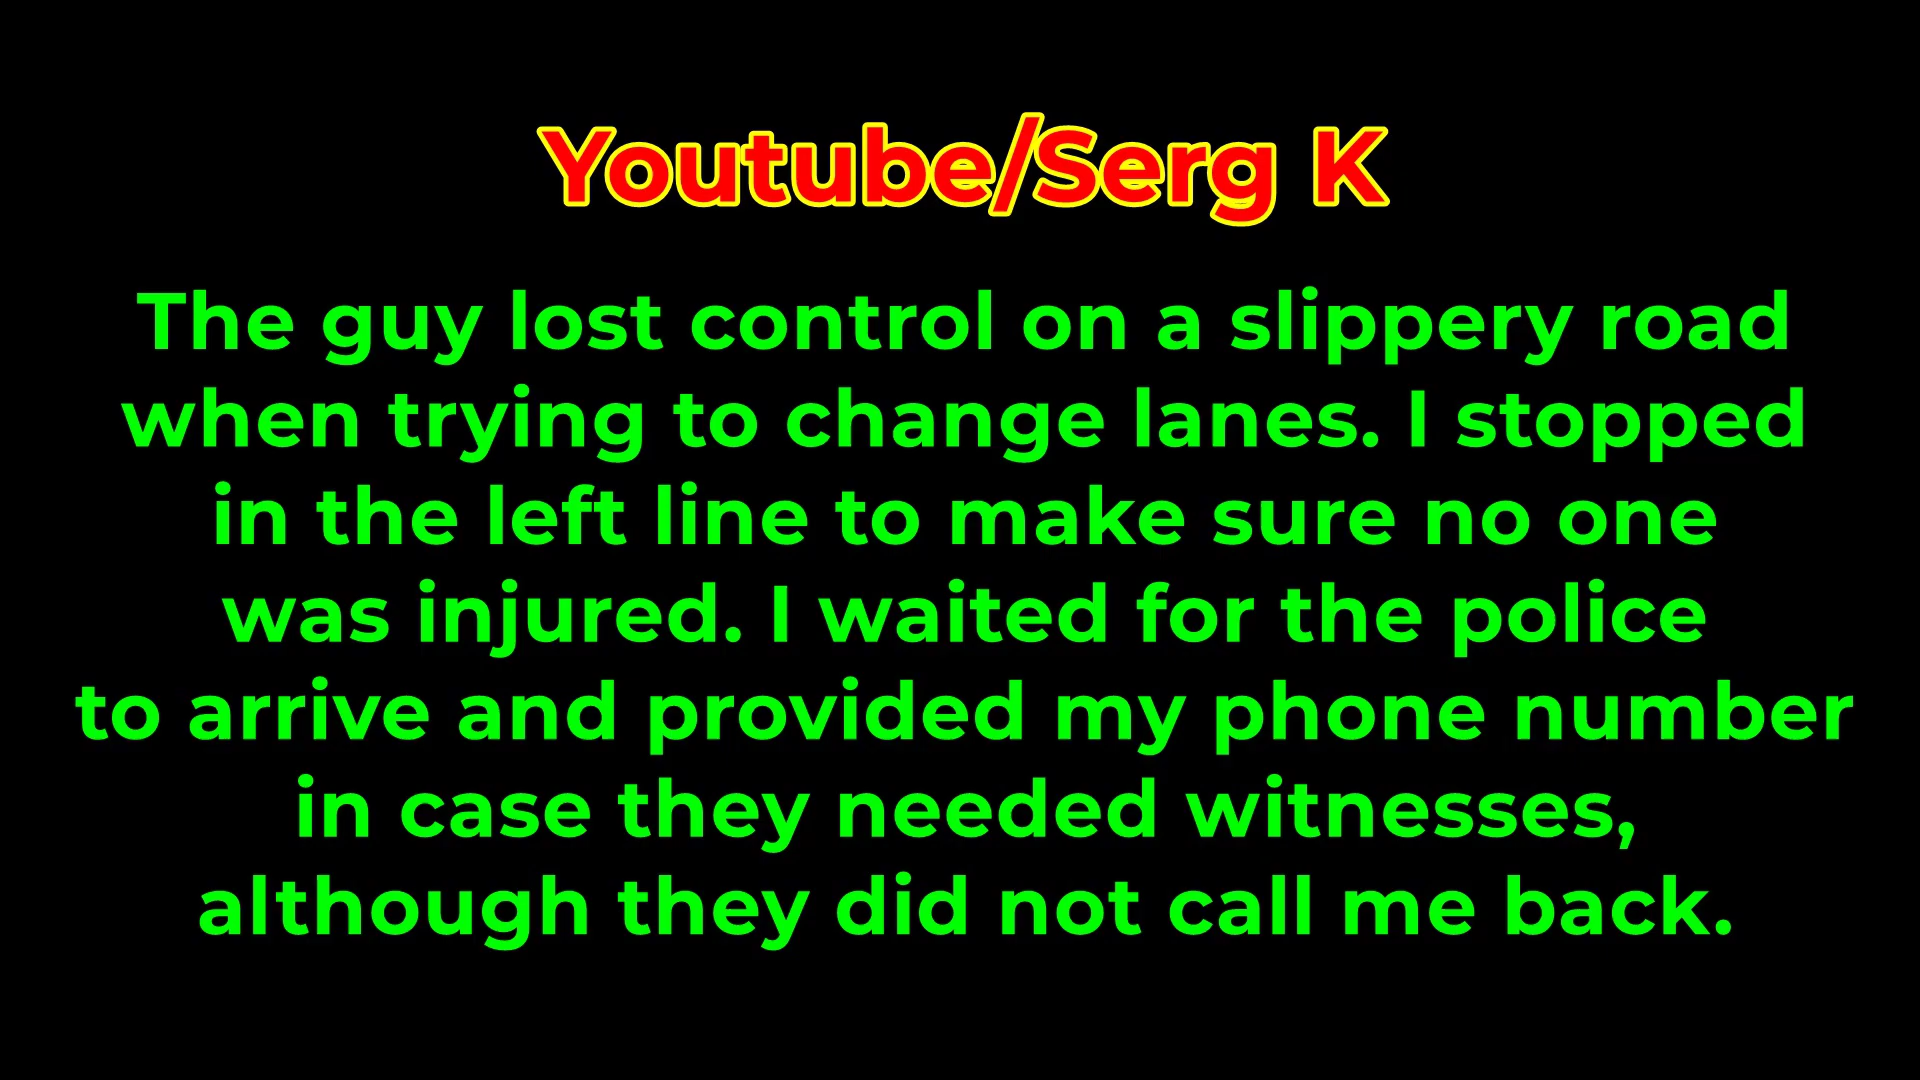 Youtube/Serg K
The guy lost control on a slippery road
when trying to change lanes. I stopped
in the left line to make sure no one
was injured. I waited for the police
to arrive and provided my phone number
in case they needed witnesses,
although they did not call me back.